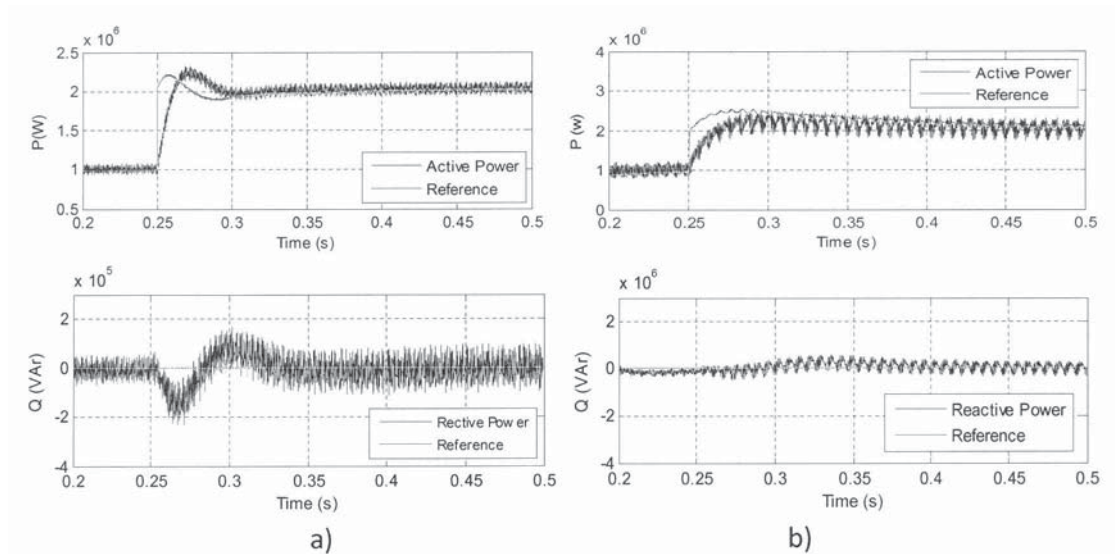 x 10^6
2.5
2
1.5
1
0.5
P(W)
Active Power
Reference
0.2 0.25 0.3 0.35 0.4 0.45 0.5
Time (s)
x 10^5
2
0
-2
-4
Q (VAr)
Rective Power
Reference
0.2 0.25 0.3 0.35 0.4 0.45 0.5
Time (s)
a)
x 10^6
4
3
2
1
0
P (w)
Active Power
Reference
0.2 0.25 0.3 0.35 0.4 0.45 0.5
Time (s)
x 10^6
2
0
-2
-4
Q (VAr)
Reactive Power
Reference
0.2 0.25 0.3 0.35 0.4 0.45 0.5
Time (s)
b)